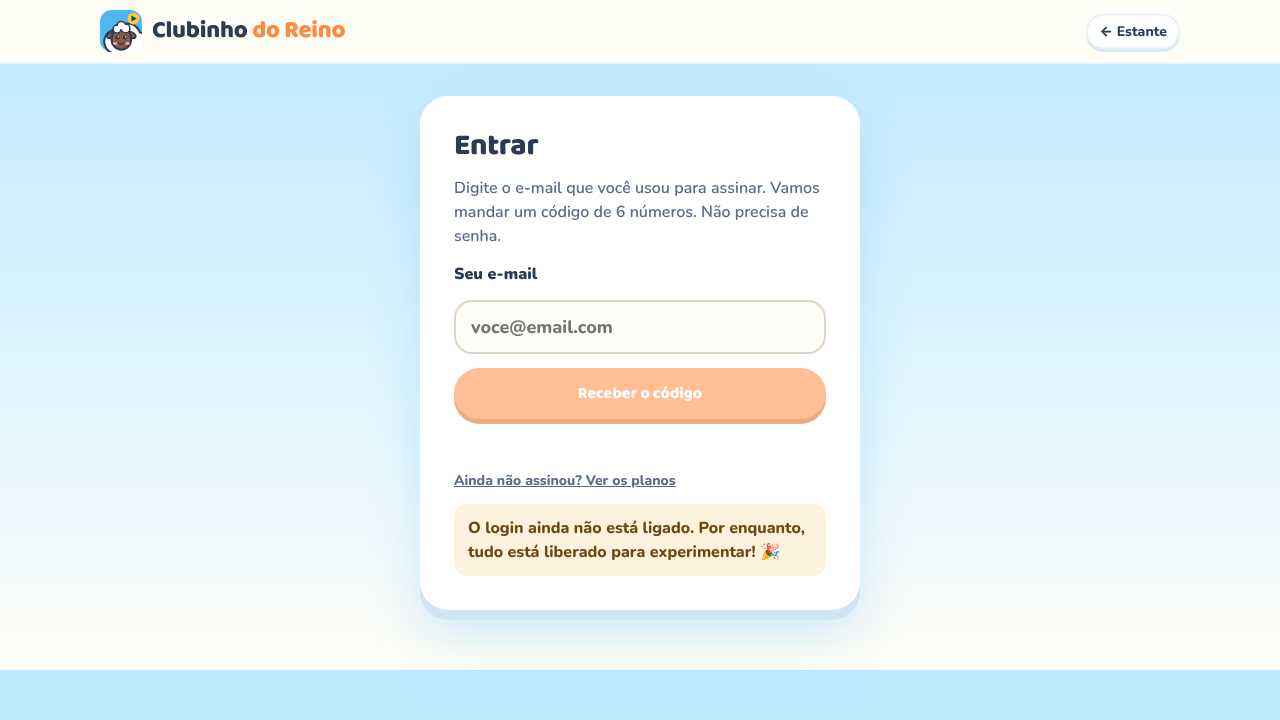 Clubinho do Reino
← Estante
Entrar
Digite o e-mail que você usou para assinar. Vamos
mandar um código de 6 números. Não precisa de
senha.
Seu e-mail
voce@email.com
Receber o código
Ainda não assinou? Ver os planos
O login ainda não está ligado. Por enquanto,
tudo está liberado para experimentar! 🎉